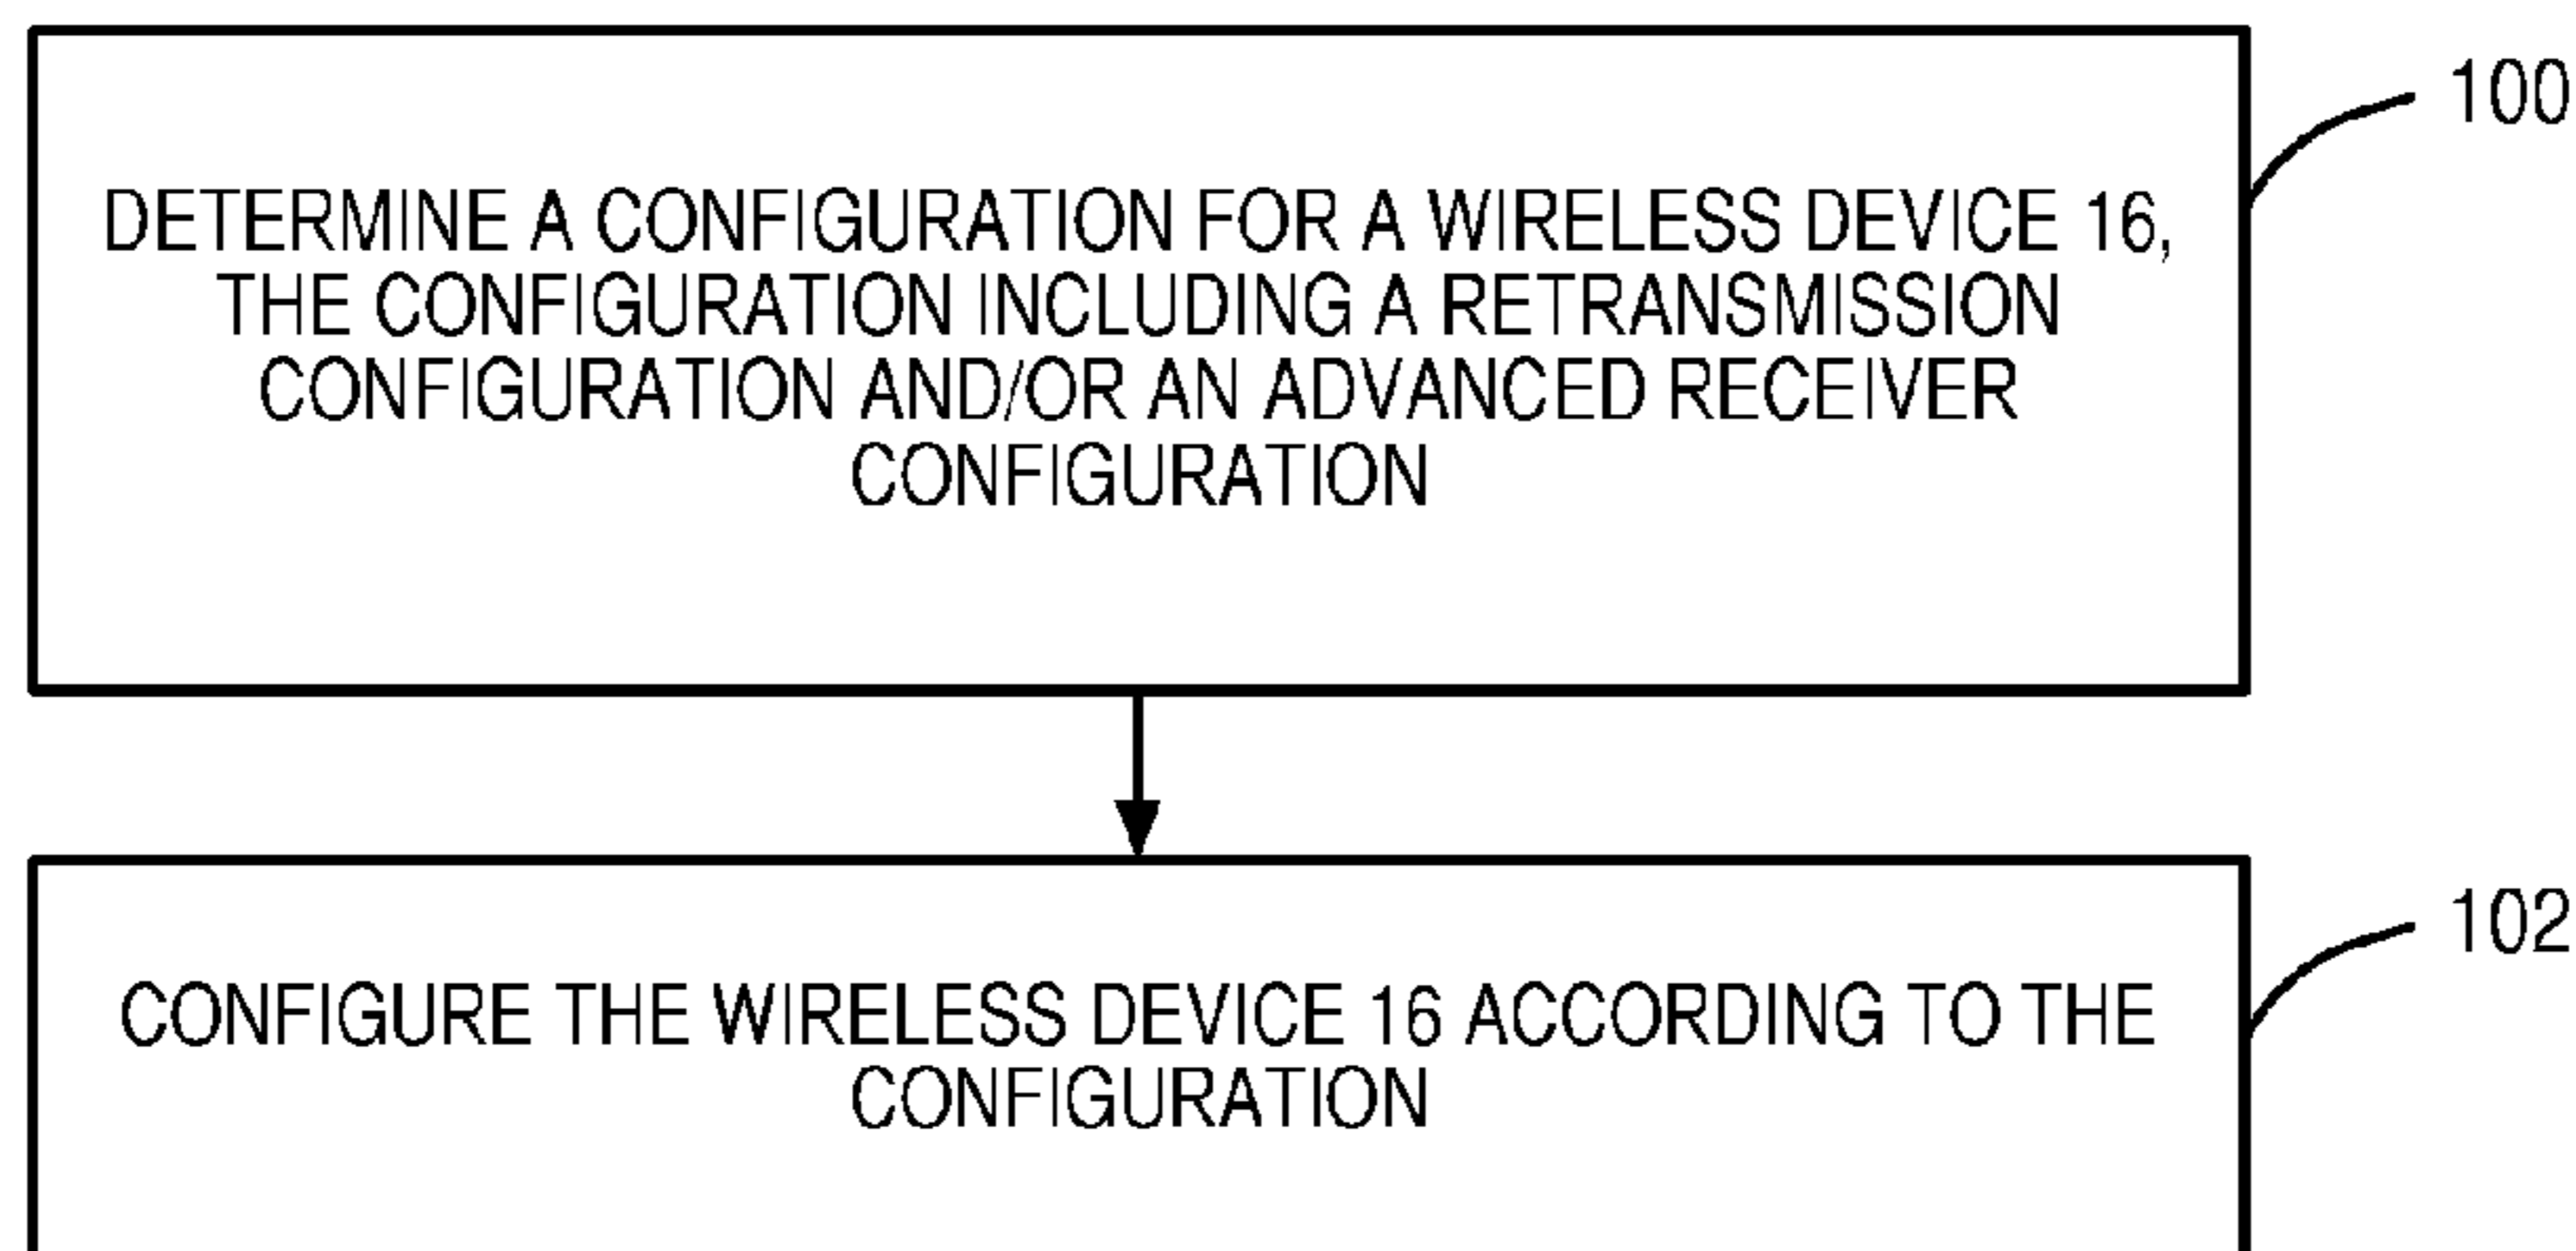 100
DETERMINE A CONFIGURATION FOR A WIRELESS DEVICE 16,
THE CONFIGURATION INCLUDING A RETRANSMISSION
CONFIGURATION AND/OR AN ADVANCED RECEIVER
CONFIGURATION
102
CONFIGURE THE WIRELESS DEVICE 16 ACCORDING TO THE
CONFIGURATION